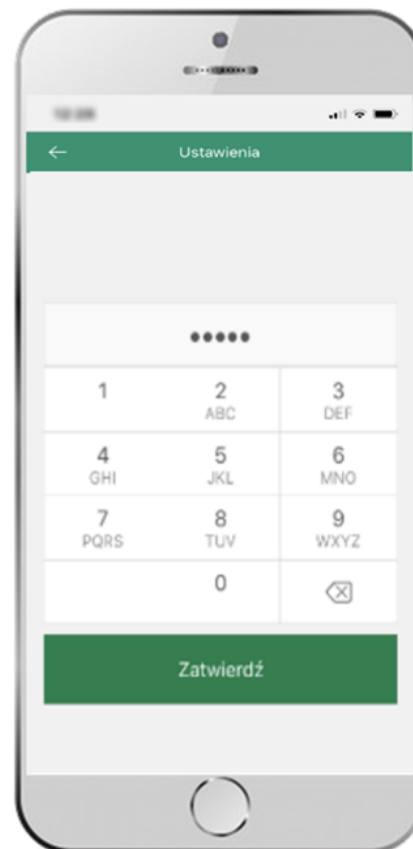 Ustawienia
•••••
1 2 3
ABC DEF
4 5 6
GHI JKL MNO
7 8 9
PQRS TUV WXYZ
0
Zatwierdź